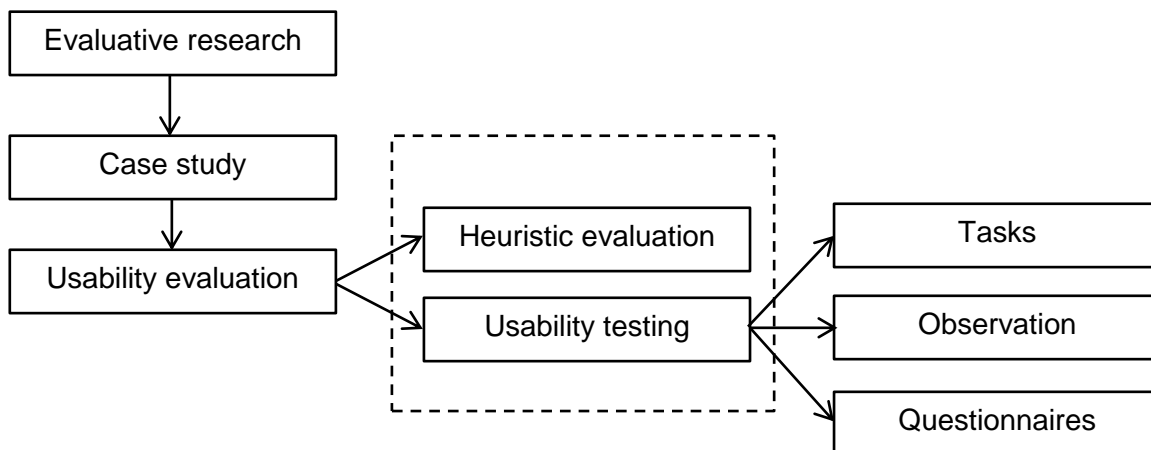 Evaluative research
Case study
Usability evaluation
Heuristic evaluation
Usability testing
Tasks
Observation
Questionnaires